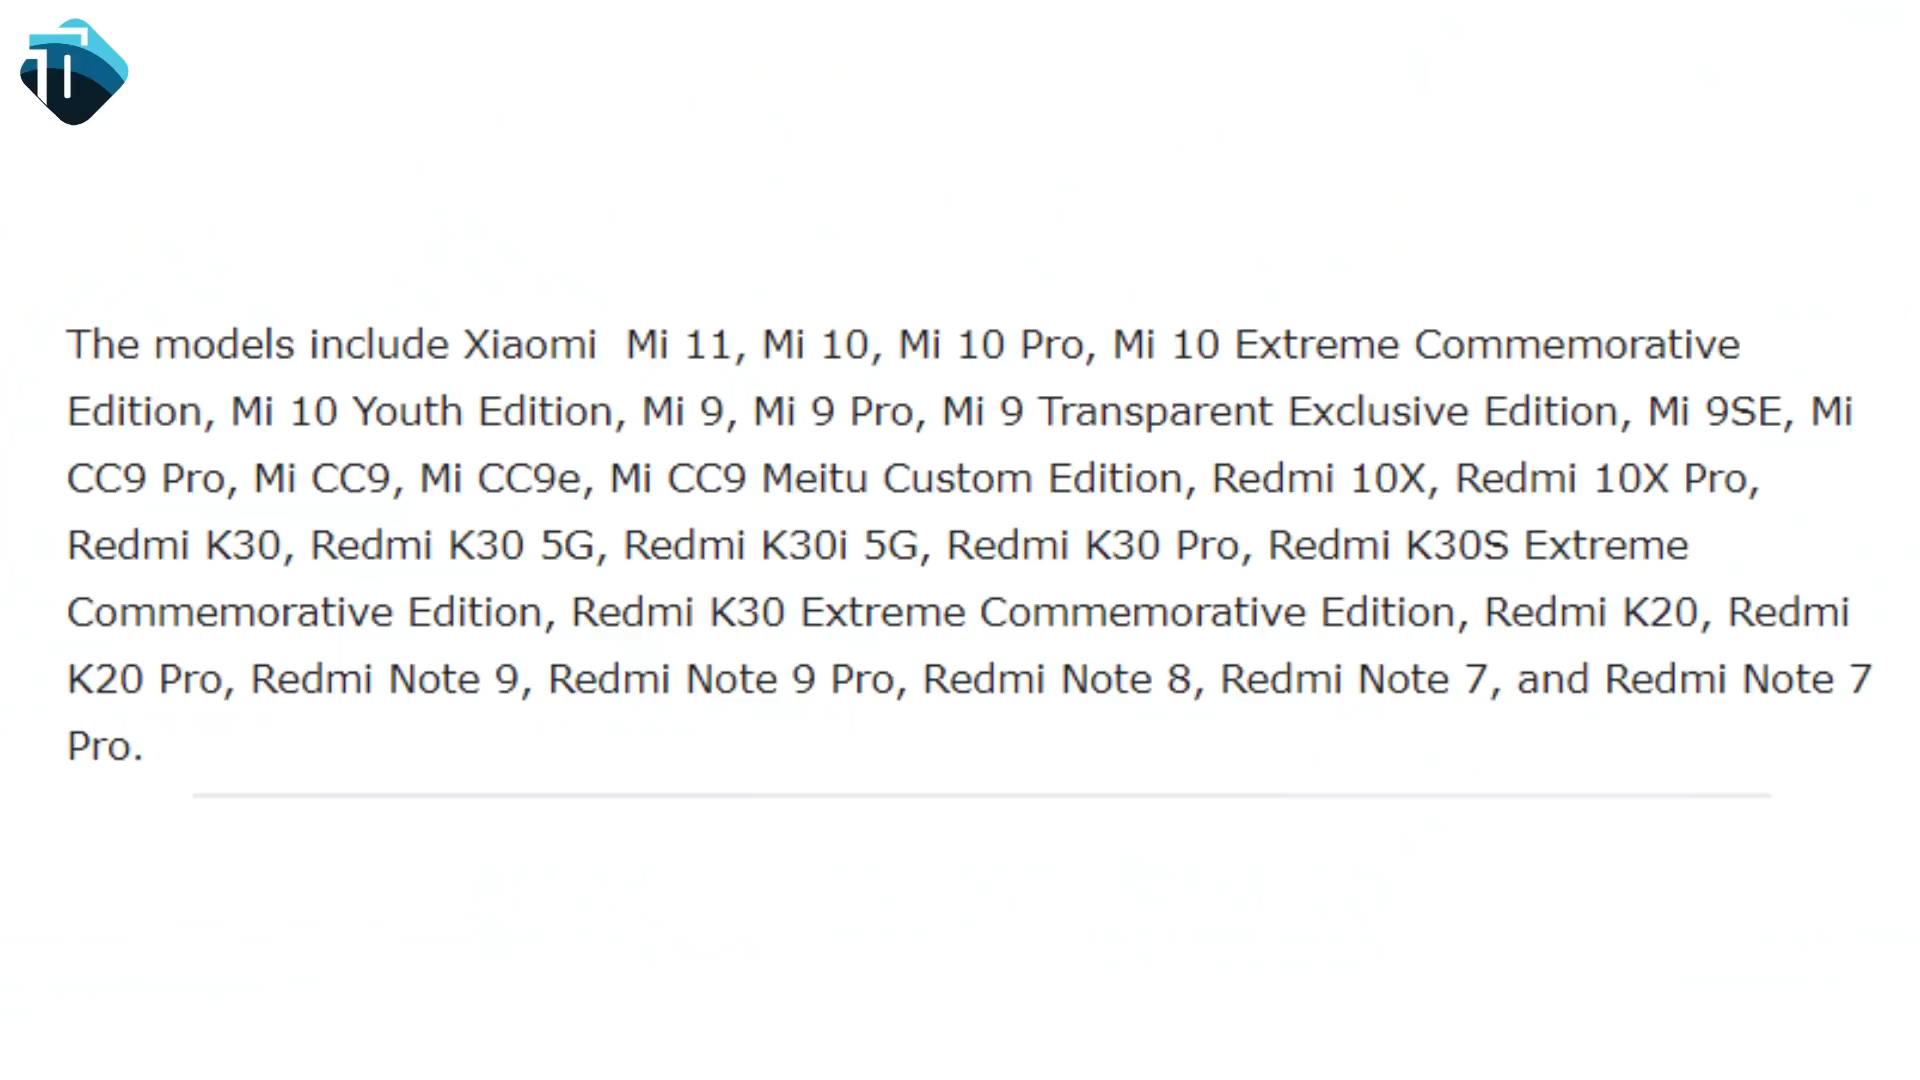 The models include Xiaomi  Mi 11, Mi 10, Mi 10 Pro, Mi 10 Extreme Commemorative
Edition, Mi 10 Youth Edition, Mi 9, Mi 9 Pro, Mi 9 Transparent Exclusive Edition, Mi 9SE, Mi
CC9 Pro, Mi CC9, Mi CC9e, Mi CC9 Meitu Custom Edition, Redmi 10X, Redmi 10X Pro,
Redmi K30, Redmi K30 5G, Redmi K30i 5G, Redmi K30 Pro, Redmi K30S Extreme
Commemorative Edition, Redmi K30 Extreme Commemorative Edition, Redmi K20, Redmi
K20 Pro, Redmi Note 9, Redmi Note 9 Pro, Redmi Note 8, Redmi Note 7, and Redmi Note 7
Pro.